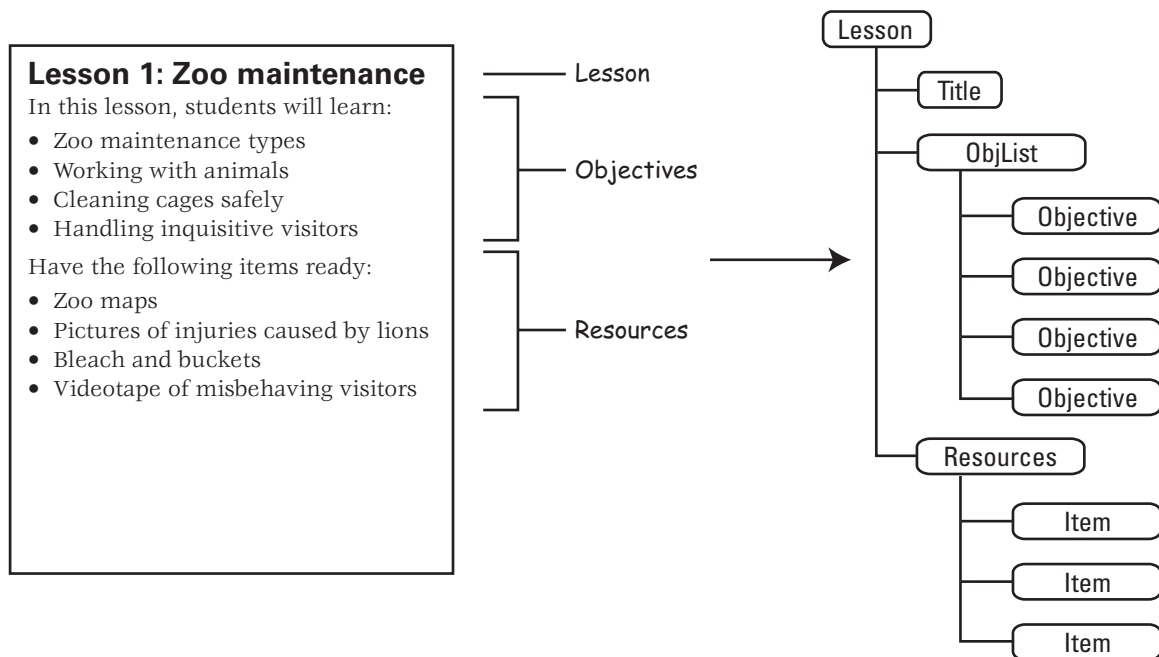 Lesson 1: Zoo maintenance
In this lesson, students will learn:
• Zoo maintenance types
• Working with animals
• Cleaning cages safely
• Handling inquisitive visitors
Have the following items ready:
• Zoo maps
• Pictures of injuries caused by lions
• Bleach and buckets
• Videotape of misbehaving visitors
Lesson
Objectives
Resources
Lesson
Title
ObjList
Objective
Objective
Objective
Objective
Resources
Item
Item
Item